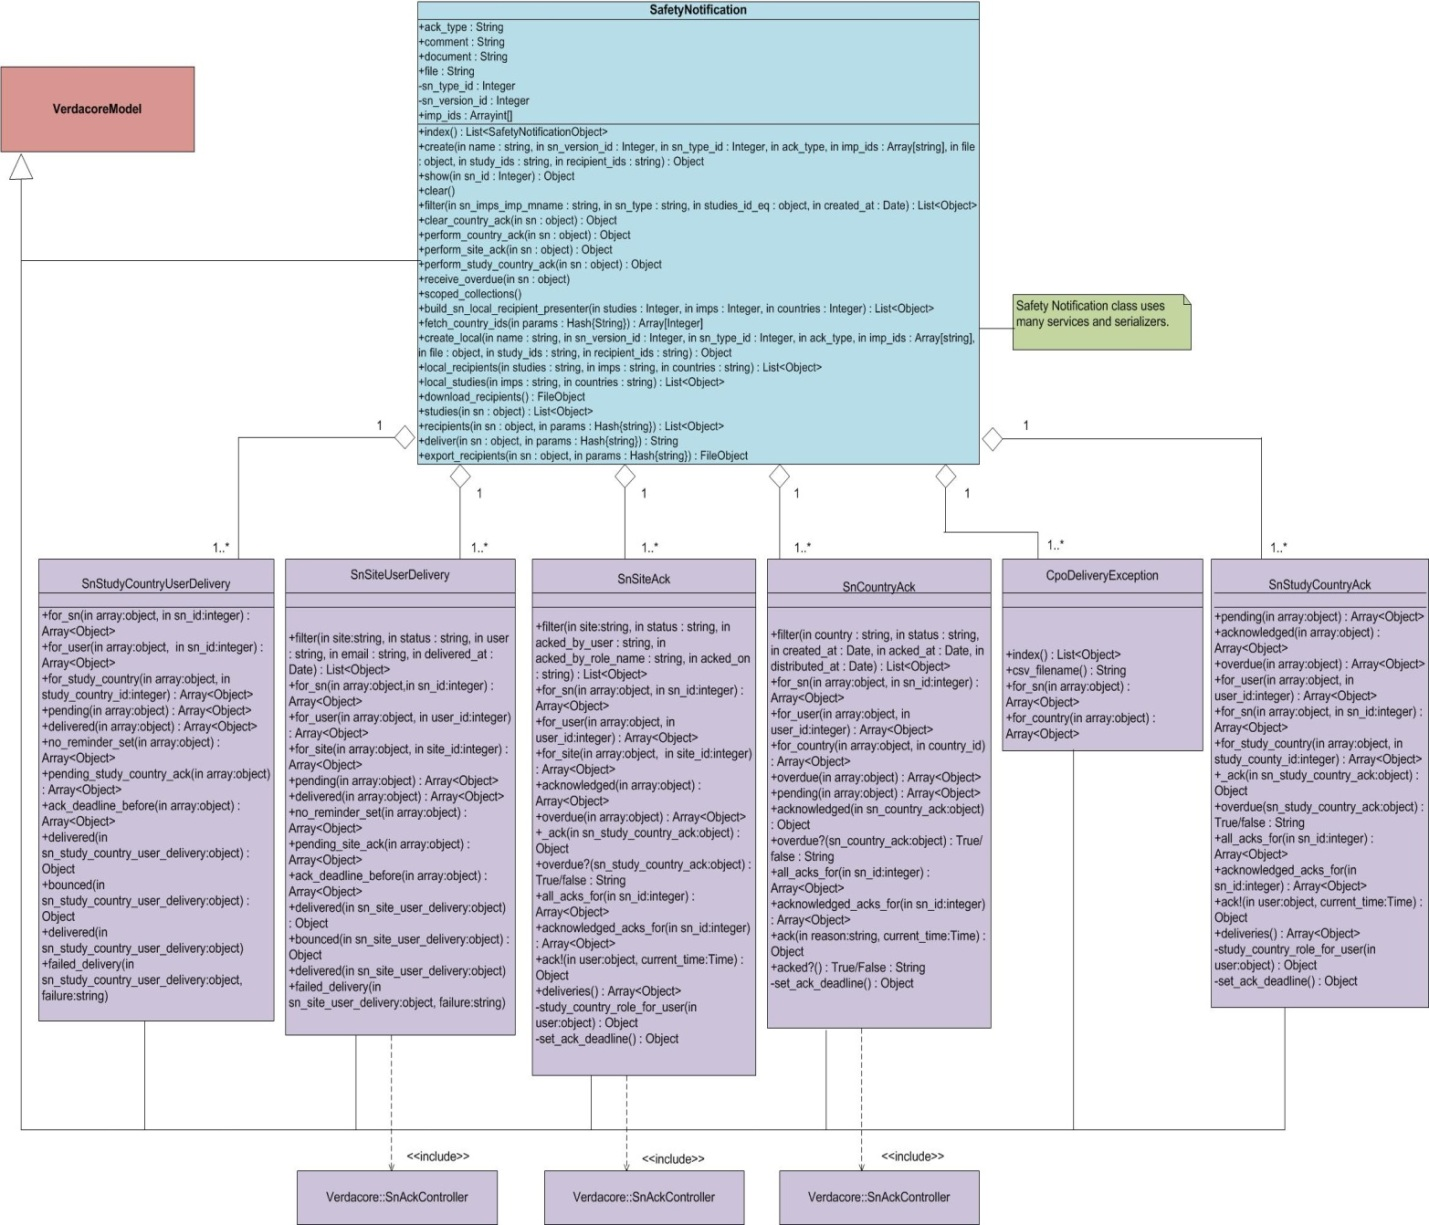 SafetyNotification
+ack_type : String
+comment : String
+document : String
+file : String
-sn_type_id : Integer
-sn_version_id : Integer
+imp_ids : Arrayint[]
+index() : List<SafetyNotificationObject>
+create(in name : string, in sn_version_id : Integer, in sn_type_id : Integer, in ack_type, in imp_ids : Array[string], in file
: object, in study_ids : string, in recipient_ids : string) : Object
+show(in sn_id : Integer) : Object
+clear()
+filter(in sn_imps_imp_mname : string, in sn_type : string, in studies_id_eq : object, in created_at : Date) : List<Object>
+clear_country_ack(in sn : object) : Object
+perform_country_ack(in sn : object) : Object
+perform_site_ack(in sn : object) : Object
+perform_study_country_ack(in sn : object) : Object
+receive_overdue(in sn : object)
+scoped_collections()
+build_sn_local_recipient_presenter(in studies : Integer, in imps : Integer, in countries : Integer) : List<Object>
+fetch_country_ids(in params : Hash{String}) : Array[Integer]
+create_local(in name : string, in sn_version_id : Integer, in sn_type_id : Integer, in ack_type, in imp_ids : Array[string],
in file : object, in study_ids : string, in recipient_ids : string) : Object
+local_recipients(in studies : string, in imps : string, in countries : string) : List<Object>
+local_studies(in imps : string, in countries : string) : List<Object>
+download_recipients() : FileObject
+studies(in sn : object) : List<Object>
+recipients(in sn : object, in params : Hash{string}) : List<Object>
+deliver(in sn : object, in params : Hash{string}) : String
+export_recipients(in sn : object, in params : Hash{string}) : FileObject
VerdacoreModel
Safety Notification class uses
many services and serializers.
1
1
1
1
1
1
1..*
1..*
1..*
1..*
1..*
1..*
SnStudyCountryUserDelivery
+for_sn(in array:object, in sn_id:integer) :
Array<Object>
+for_user(in array:object,  in sn_id:integer) :
Array<Object>
+for_study_country(in array:object, in
study_country_id:integer) : Array<Object>
+pending(in array:object) : Array<Object>
+delivered(in array:object) : Array<Object>
+no_reminder_set(in array:object) :
Array<Object>
+pending_study_country_ack(in array:object)
: Array<Object>
+ack_deadline_before(in array:object) :
Array<Object>
+delivered(in
sn_study_country_user_delivery:object) :
Object
+bounced(in
sn_study_country_user_delivery:object) :
Object
+delivered(in
sn_study_country_user_delivery:object)
+failed_delivery(in
sn_study_country_user_delivery:object,
failure:string)
SnSiteUserDelivery
+filter(in site:string, in status : string, in user
: string, in email : string, in delivered_at :
Date) : List<Object>
+for_sn(in array:object,in sn_id:integer) :
Array<Object>
+for_user(in array:object, in user_id:integer)
: Array<Object>
+for_site(in array:object, in site_id:integer) :
Array<Object>
+pending(in array:object) : Array<Object>
+delivered(in array:object) : Array<Object>
+no_reminder_set(in array:object) :
Array<Object>
+pending_site_ack(in array:object) :
Array<Object>
+ack_deadline_before(in array:object) :
Array<Object>
+delivered(in sn_site_user_delivery:object)
: Object
+bounced(in sn_site_user_delivery:object) :
Object
+delivered(in sn_site_user_delivery:object)
+failed_delivery(in
sn_site_user_delivery:object, failure:string)
SnSiteAck
+filter(in site:string, in status : string, in
acked_by_user : string, in
acked_by_role_name : string, in acked_on
: string) : List<Object>
+for_sn(in array:object, in sn_id:integer) :
Array<Object>
+for_user(in array:object, in
user_id:integer) : Array<Object>
+for_site(in array:object,  in site_id:integer)
: Array<Object>
+acknowledged(in array:object) :
Array<Object>
+overdue(in array:object) : Array<Object>
+_ack(in sn_study_country_ack:object) :
Object
+overdue?(sn_study_country_ack:object) :
True/false : String
+all_acks_for(in sn_id:integer) :
Array<Object>
+acknowledged_acks_for(in sn_id:integer)
: Array<Object>
+ack!(in user:object, current_time:Time) :
Object
+deliveries() : Array<Object>
-study_country_role_for_user(in
user:object) : Object
-set_ack_deadline() : Object
SnCountryAck
+filter(in country : string, in status : string,
in created_at : Date, in acked_at : Date, in
distributed_at : Date) : List<Object>
+for_sn(in array:object, in sn_id:integer) :
Array<Object>
+for_user(in array:object, in
user_id:integer) : Array<Object>
+for_country(in array:object, in country_id)
: Array<Object>
+overdue(in array:object) : Array<Object>
+pending(in array:object) : Array<Object>
+acknowledged(in sn_country_ack:object)
: Object
+overdue?(sn_country_ack:object) : True/
false : String
+all_acks_for(in sn_id:integer) :
Array<Object>
+acknowledged_acks_for(in sn_id:integer)
: Array<Object>
+ack(in reason:string, current_time:Time) :
Object
+acked?() : True/False : String
-set_ack_deadline() : Object
CpoDeliveryException
+index() : List<Object>
+csv_filename() : String
+for_sn(in array:object) :
Array<Object>
+for_country(in array:object) :
Array<Object>
SnStudyCountryAck
+pending(in array:object) : Array<Object>
+acknowledged(in array:object) :
Array<Object>
+overdue(in array:object) : Array<Object>
+for_user(in array:object, in
user_id:integer) : Array<Object>
+for_sn(in array:object, in sn_id:integer) :
Array<Object>
+for_study_country(in array:object, in
study_county_id:integer) : Array<Object>
+_ack(in sn_study_country_ack:object) :
Object
+overdue(sn_study_country_ack:object) :
True/false : String
+all_acks_for(in sn_id:integer) :
Array<Object>
+acknowledged_acks_for(in
sn_id:integer) : Array<Object>
+ack!(in user:object, current_time:Time) :
Object
+deliveries() : Array<Object>
-study_country_role_for_user(in
user:object) : Object
-set_ack_deadline() : Object
<<include>>
<<include>>
<<include>>
Verdacore::SnAckController
Verdacore::SnAckController
Verdacore::SnAckController